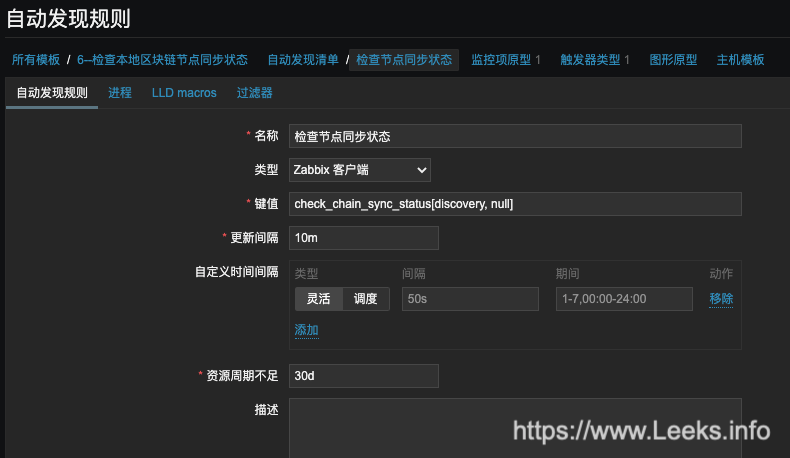 自动发现规则
所有模板 / 6--检查本地区块链节点同步状态 自动发现清单 / 检查节点同步状态 监控项原型 1 触发器类型 1 图形原型 主机模板
自动发现规则 进程 LLD macros 过滤器
* 名称 检查节点同步状态
类型 Zabbix 客户端
* 键值 check_chain_sync_status[discovery, null]
* 更新间隔 10m
自定义时间间隔 类型 间隔 期间 动作
灵活 调度 50s 1-7,00:00-24:00 移除
添加
* 资源周期不足 30d
描述
https://www.Leeks.info